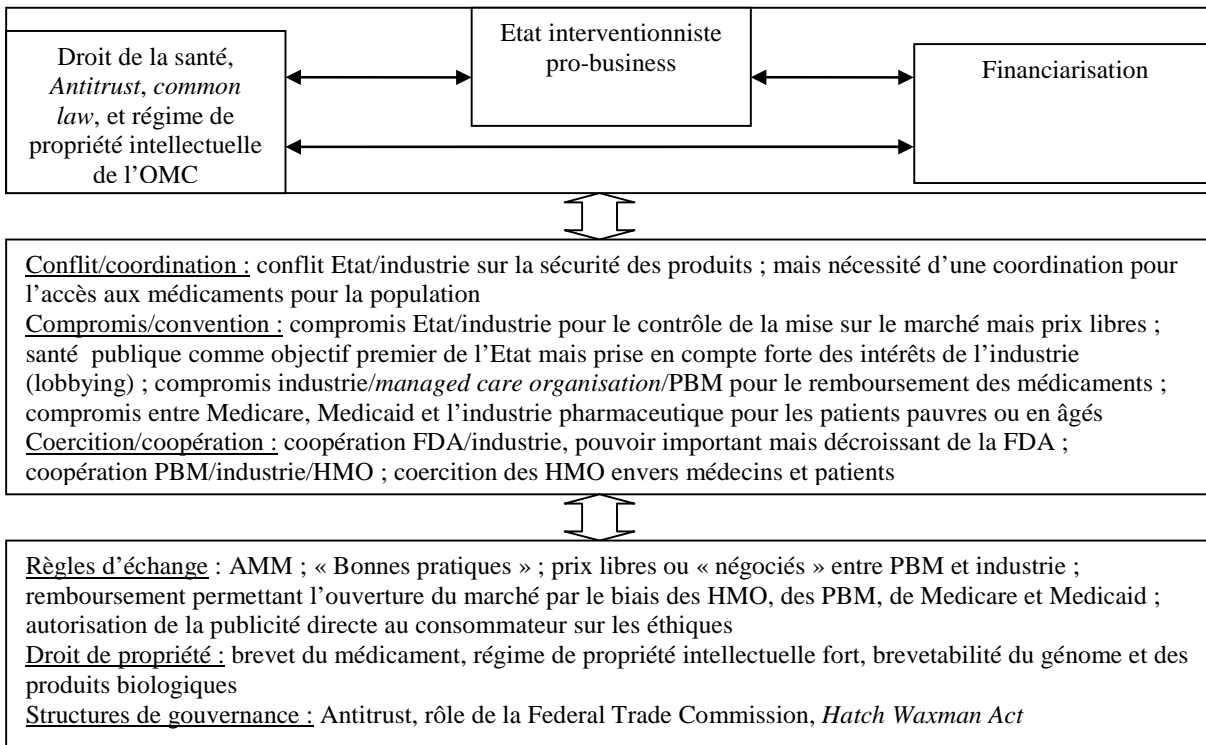 Droit de la santé,
Antitrust, common
law, et régime de
propriété intellectuelle
de l'OMC
Etat interventionniste
pro-business
Financiarisation
Conflit/coordination : conflit Etat/industrie sur la sécurité des produits ; mais nécessité d'une coordination pour
l'accès aux médicaments pour la population
Compromis/convention : compromis Etat/industrie pour le contrôle de la mise sur le marché mais prix libres ;
santé publique comme objectif premier de l'Etat mais prise en compte forte des intérêts de l'industrie
(lobbying) ; compromis industrie/managed care organisation/PBM pour le remboursement des médicaments ;
compromis entre Medicare, Medicaid et l'industrie pharmaceutique pour les patients pauvres ou en âgés
Coercition/coopération : coopération FDA/industrie, pouvoir important mais décroissant de la FDA ;
coopération PBM/industrie/HMO ; coercition des HMO envers médecins et patients
Règles d'échange : AMM ; « Bonnes pratiques » ; prix libres ou « négociés » entre PBM et industrie ;
remboursement permettant l'ouverture du marché par le biais des HMO, des PBM, de Medicare et Medicaid ;
autorisation de la publicité directe au consommateur sur les éthiques
Droit de propriété : brevet du médicament, régime de propriété intellectuelle fort, brevetabilité du génome et des
produits biologiques
Structures de gouvernance : Antitrust, rôle de la Federal Trade Commission, Hatch Waxman Act